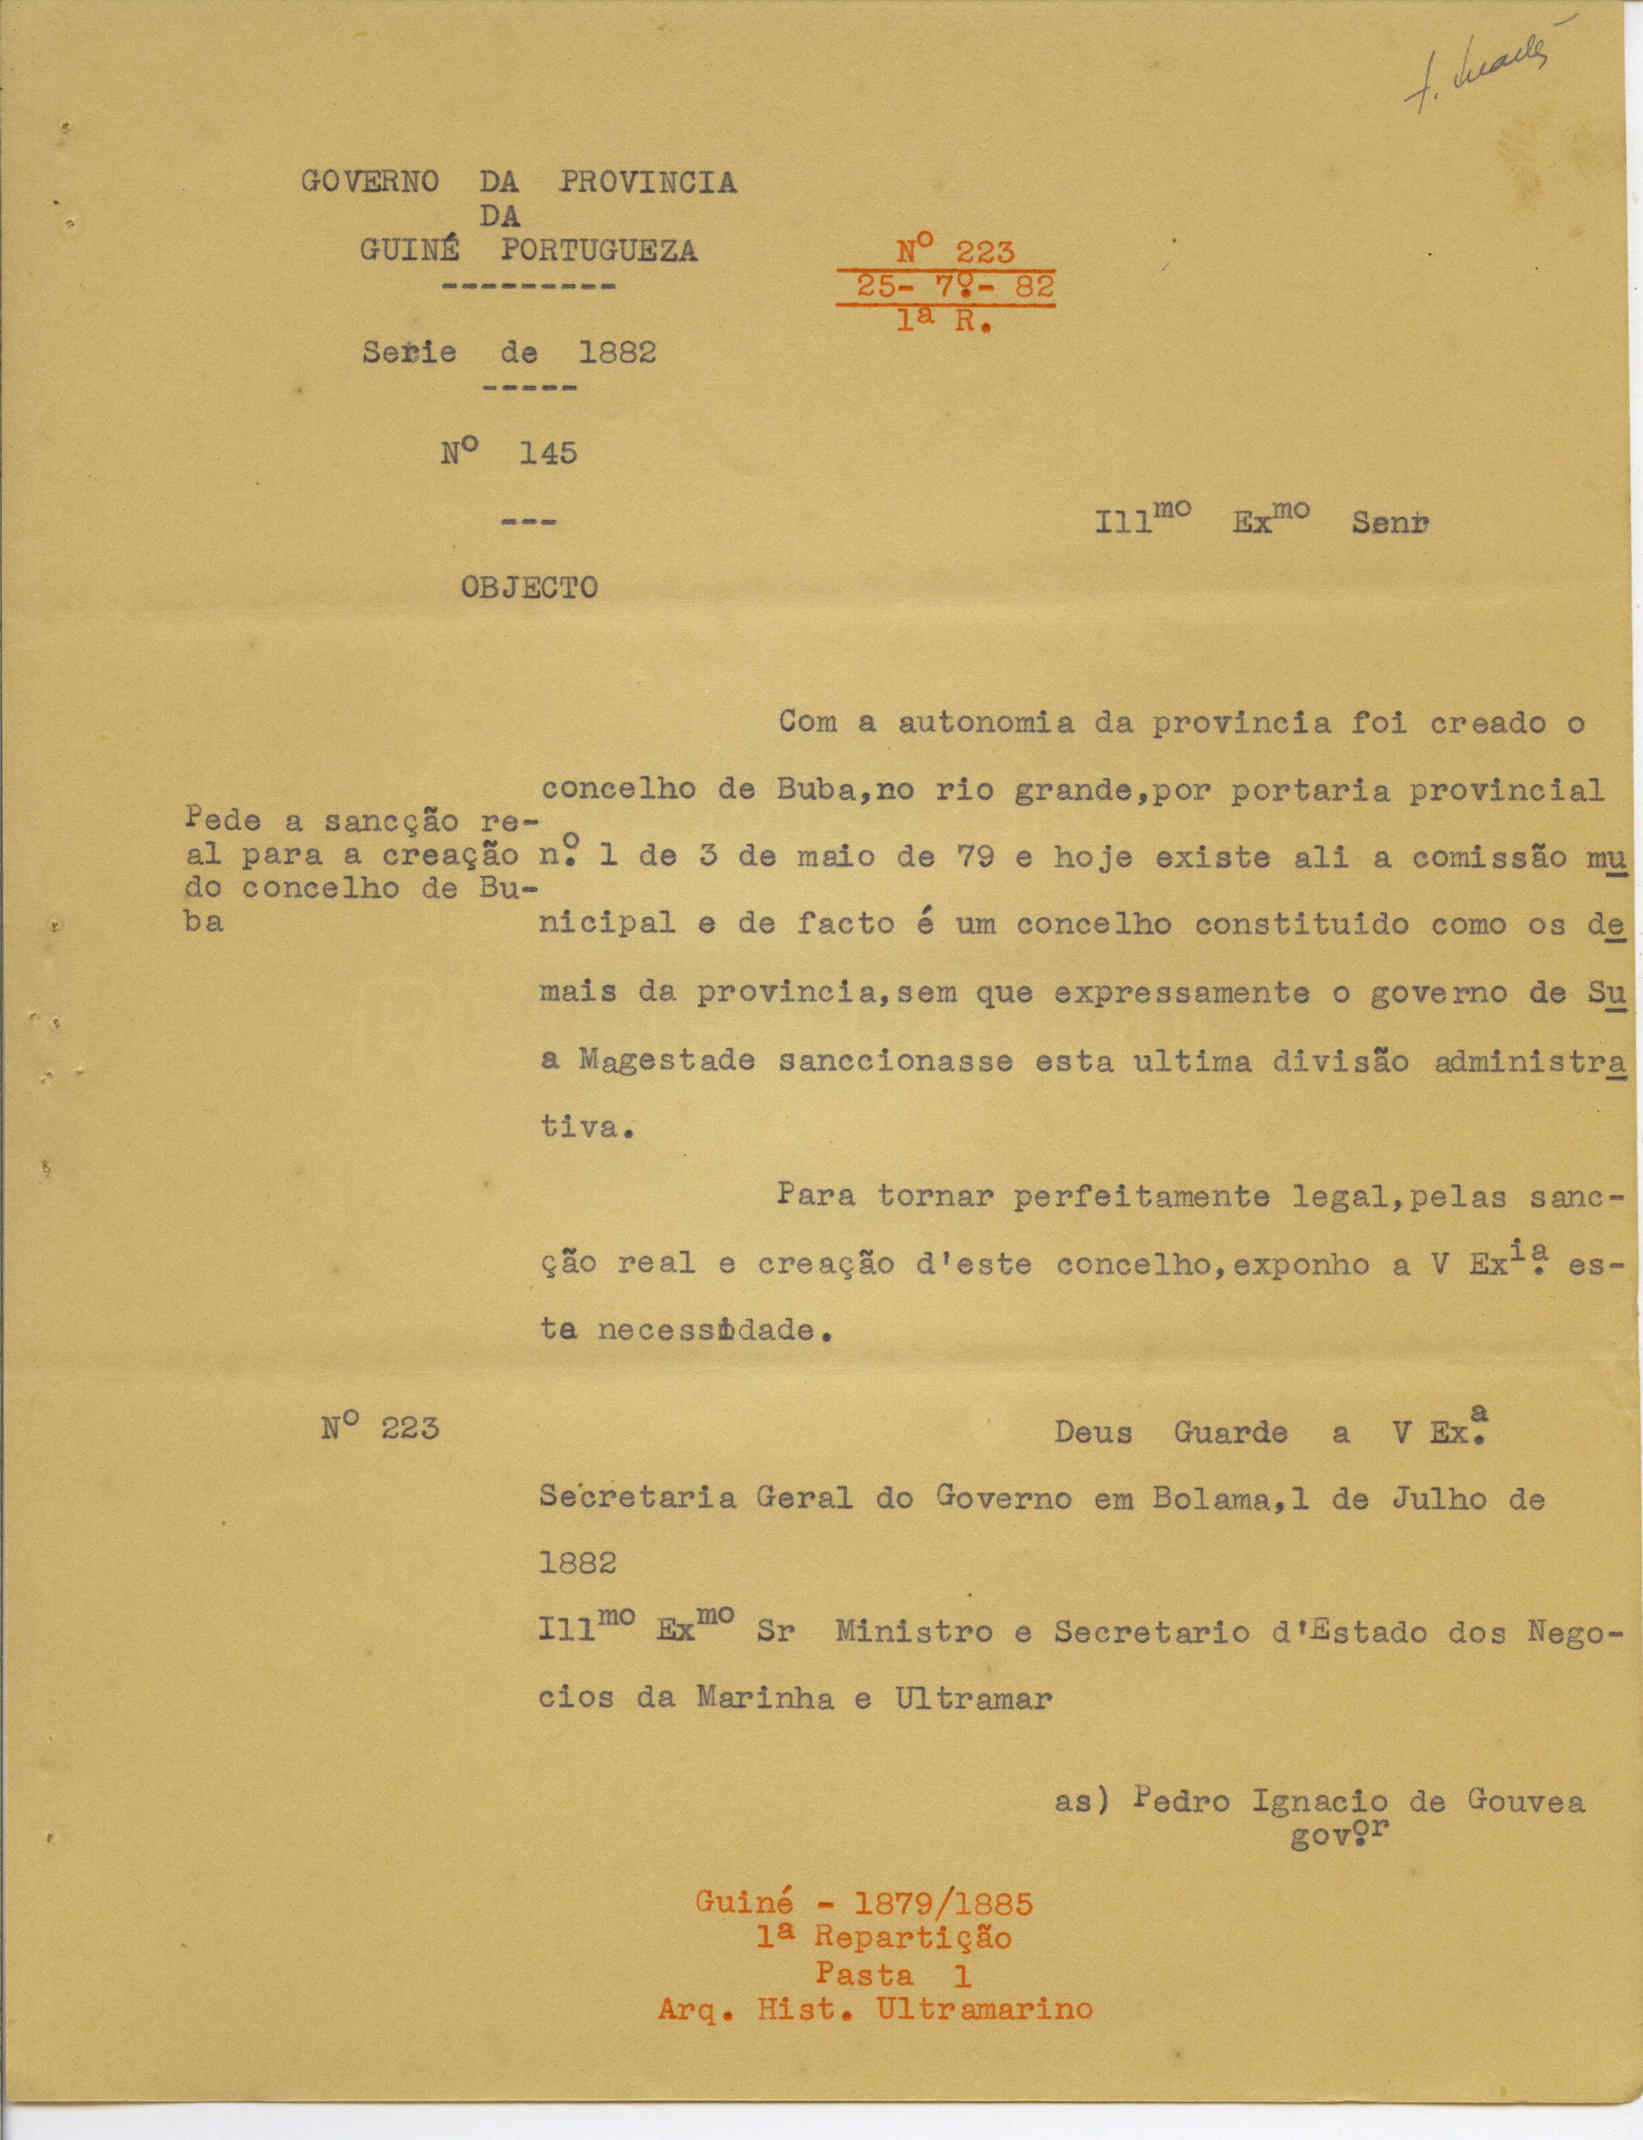 GOVERNO DA PROVINCIA
DA
GUINÉ PORTUGUEZA
---------
Nº 223
25- 7º.- 82
1ª R.
Serie de 1882
-----
Nº 145
---
Illmo Exmo Senr
OBJECTO
Pede a sancção re-
al para a creação
do concelho de Bu-
ba
Com a autonomia da provincia foi creado o
concelho de Buba,no rio grande,por portaria provincial
nº. 1 de 3 de maio de 79 e hoje existe ali a comissão mu
nicipal e de facto é um concelho constituido como os de
mais da provincia,sem que expressamente o governo de Su
a Magestade sanccionasse esta ultima divisão administra
tiva.
Para tornar perfeitamente legal,pelas sanc-
ção real e creação d'este concelho,exponho a V Exia. es-
ta necessidade.
Nº 223
Deus Guarde a V Exª.
Secretaria Geral do Governo em Bolama,1 de Julho de
1882
Illmo Exmo Sr Ministro e Secretario d'Estado dos Nego-
cios da Marinha e Ultramar
as) Pedro Ignacio de Gouvea
gov.or
Guiné - 1879/1885
1ª Repartição
Pasta 1
Arq. Hist. Ultramarino